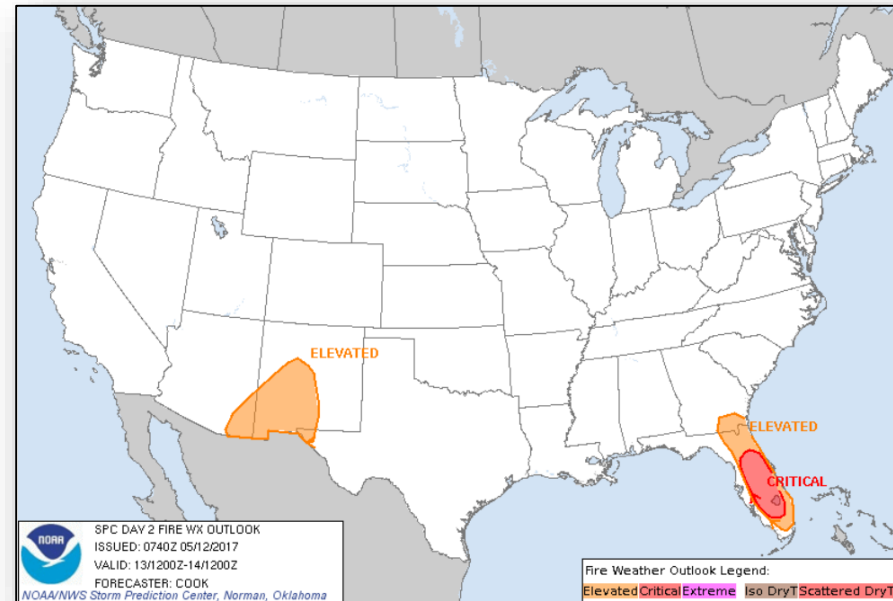 ELEVATED
ELEVATED
CRITICAL
NOAA
SPC DAY 2 FIRE WX OUTLOOK
ISSUED: 0740Z 05/12/2017
VALID: 13/1200Z-14/1200Z
FORECASTER: COOK
NOAA/NWS Storm Prediction Center, Norman, Oklahoma
Fire Weather Outlook Legend:
Elevated Critical Extreme Iso DryT Scattered DryT